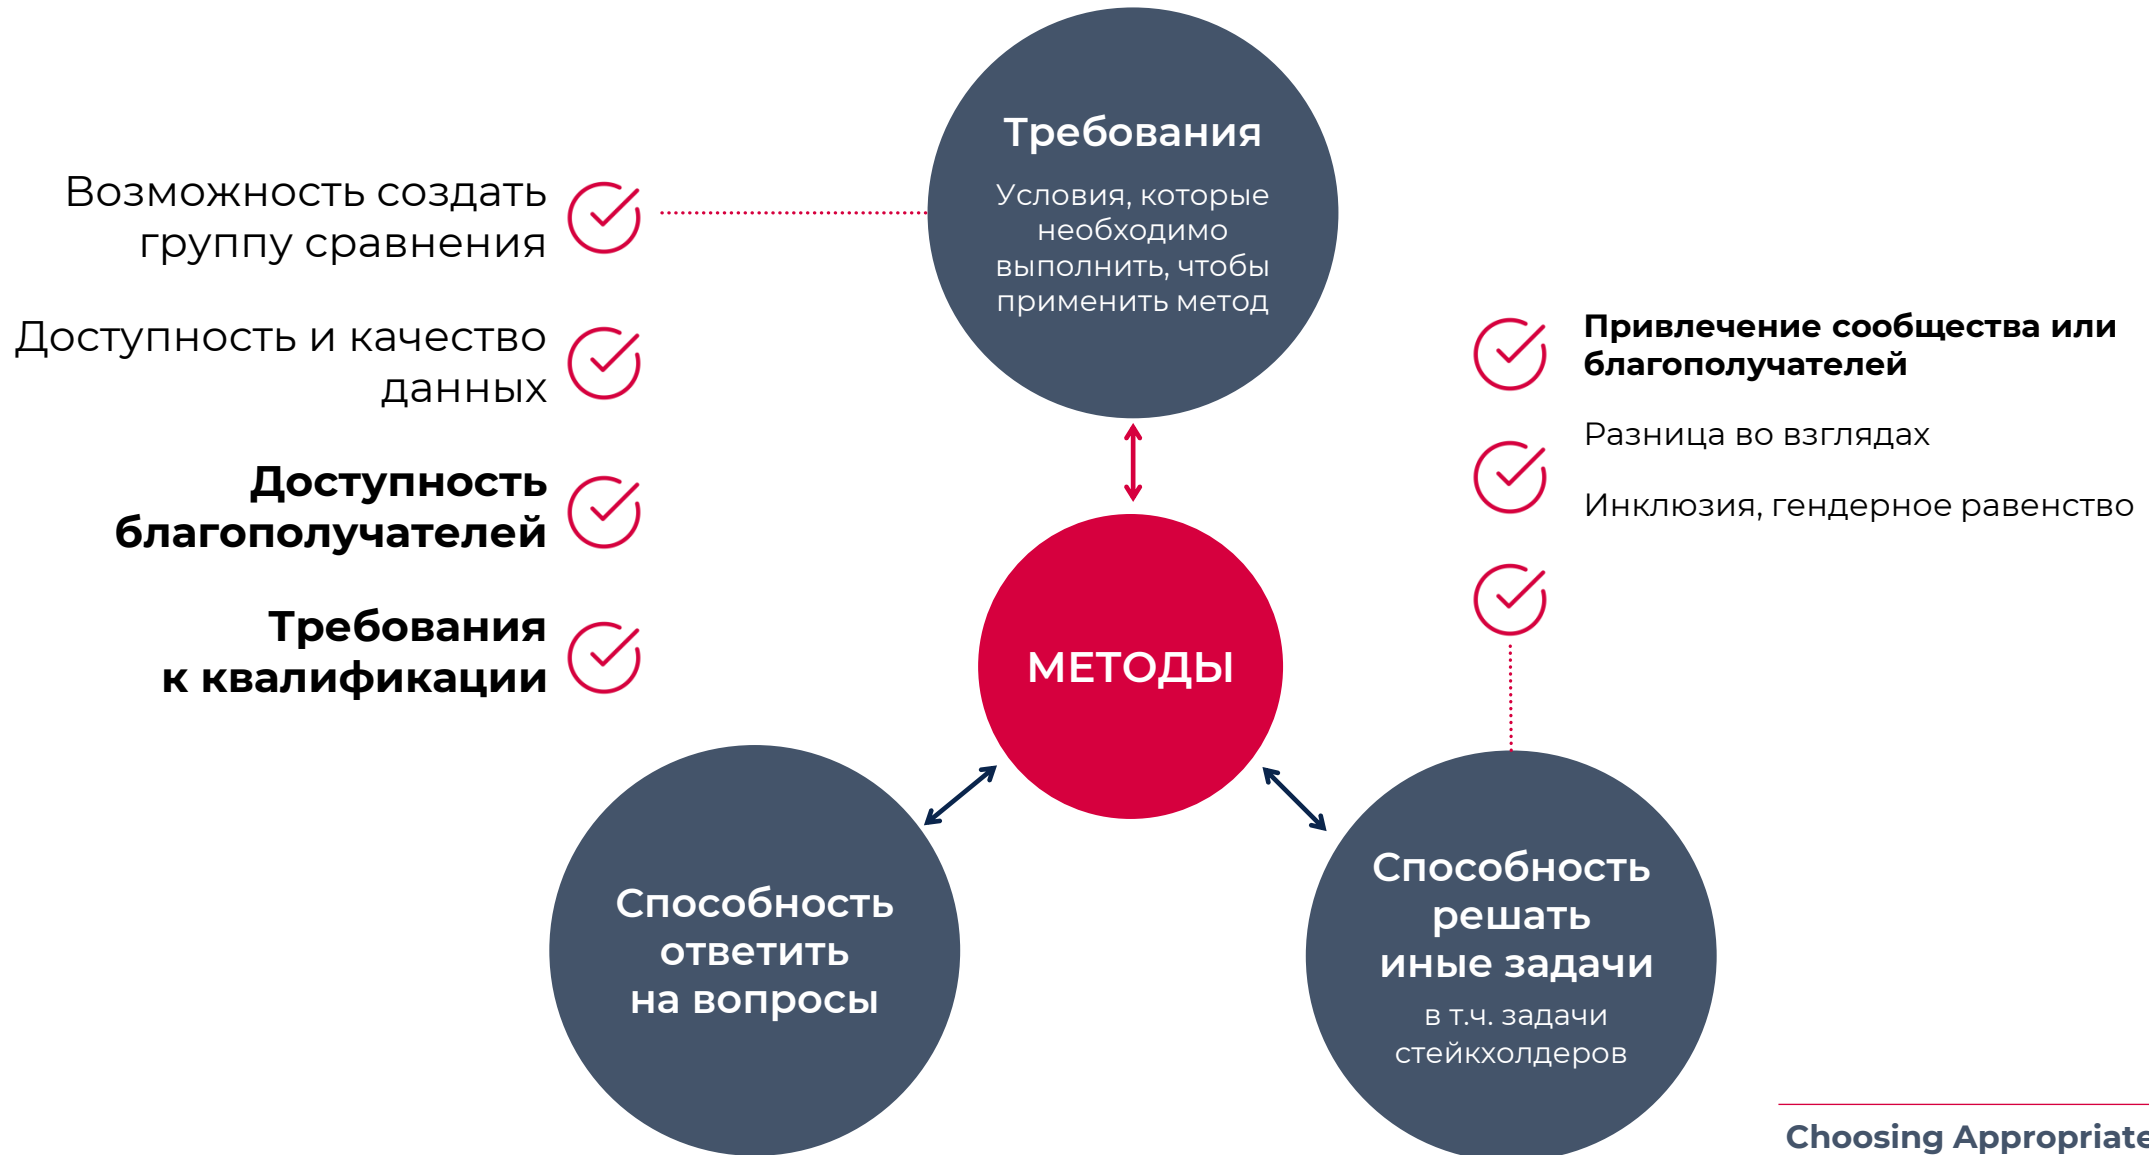 Требования
Условия, которые
необходимо
выполнить, чтобы
применить метод
Возможность создать
группу сравнения
Доступность и качество
данных
Доступность
благополучателей
Требования
к квалификации
Привлечение сообщества или
благополучателей
Разница во взглядах
Инклюзия, гендерное равенство
МЕТОДЫ
Способность
ответить
на вопросы
Способность
решать
иные задачи
в т.ч. задачи
стейкхолдеров
Choosing Appropriate